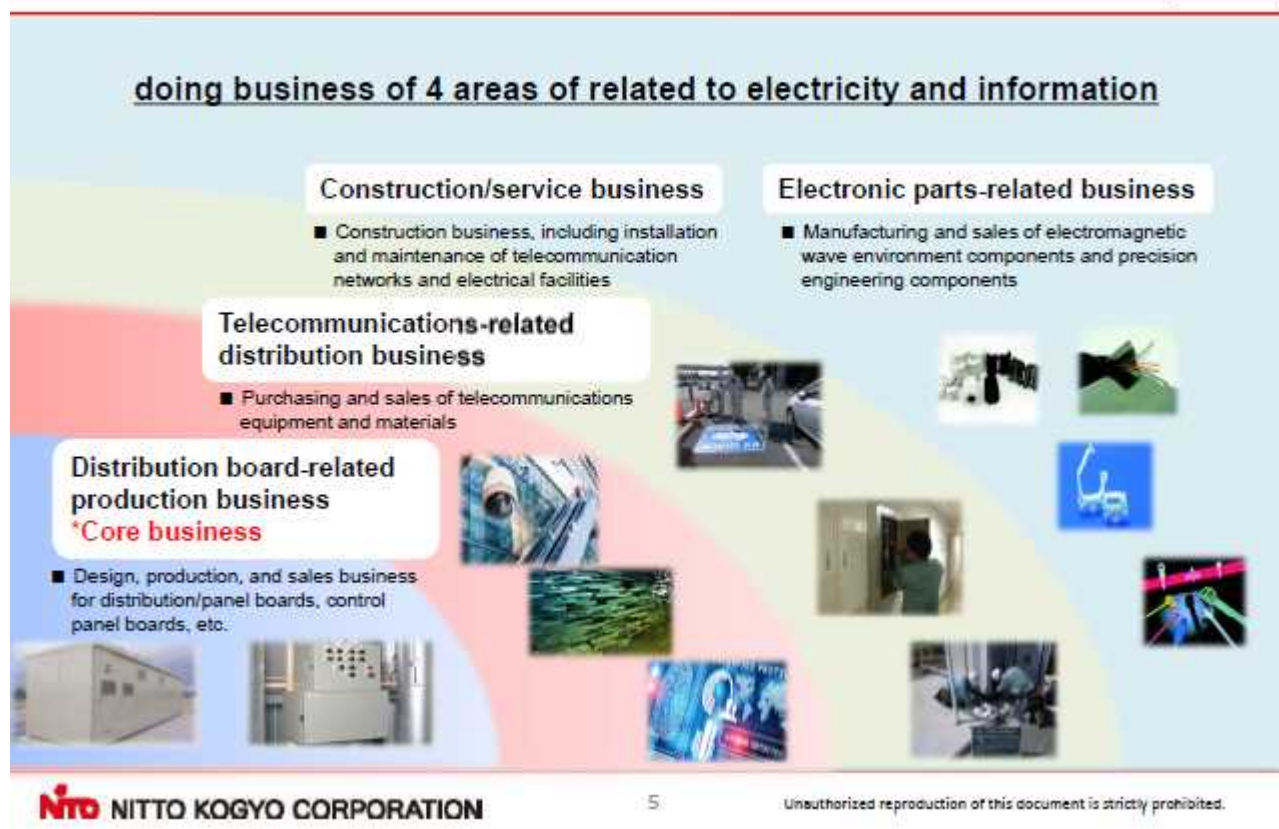 doing business of 4 areas of related to electricity and information
Construction/service business
■ Construction business, including installation
and maintenance of telecommunication
networks and electrical facilities
Electronic parts-related business
■ Manufacturing and sales of electromagnetic
wave environment components and precision
engineering components
Telecommunications-related
distribution business
■ Purchasing and sales of telecommunications
equipment and materials
Distribution board-related
production business
*Core business
■ Design, production, and sales business
for distribution/panel boards, control
panel boards, etc.
NITO NITTO KOGYO CORPORATION
5
Unauthorized reproduction of this document is strictly prohibited.